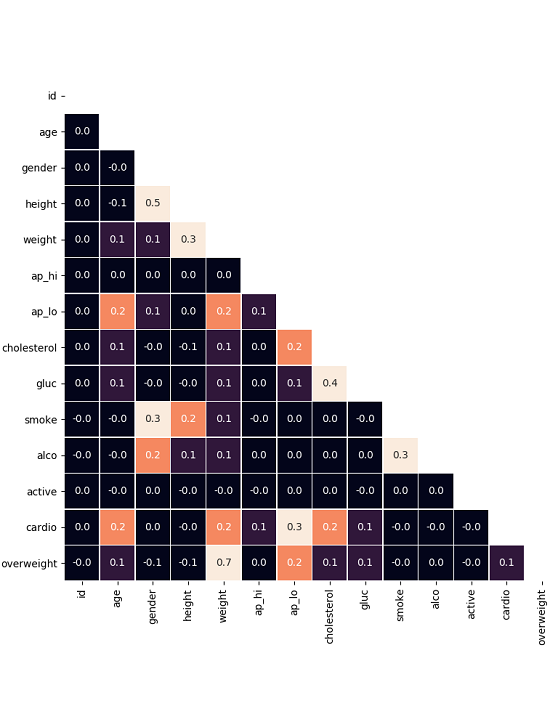 id
age 0.0
gender 0.0 -0.0
height 0.0 -0.1 0.5
weight 0.0 0.1 0.1 0.3
ap_hi 0.0 0.0 0.0 0.0 0.0
ap_lo 0.0 0.2 0.1 0.0 0.2 0.1
cholesterol 0.0 0.1 -0.0 -0.1 0.1 0.0 0.2
gluc 0.0 0.1 -0.0 -0.0 0.1 0.0 0.1 0.4
smoke -0.0 -0.0 0.3 0.2 0.1 -0.0 0.0 0.0 -0.0
alco -0.0 -0.0 0.2 0.1 0.1 0.0 0.0 0.0 0.0 0.3
active 0.0 -0.0 0.0 -0.0 -0.0 -0.0 0.0 0.0 -0.0 0.0 0.0
cardio 0.0 0.2 0.0 -0.0 0.2 0.1 0.3 0.2 0.1 -0.0 -0.0 -0.0
overweight -0.0 0.1 -0.1 -0.1 0.7 0.0 0.2 0.1 0.1 -0.0 0.0 -0.0 0.1
id age gender height weight ap_hi ap_lo cholesterol gluc smoke alco active cardio overweight